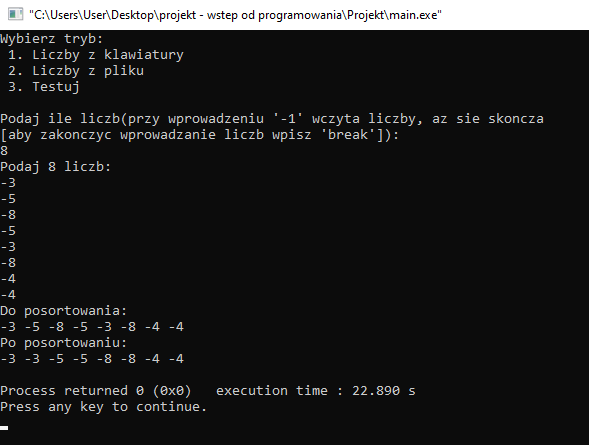 "C:\Users\User\Desktop\projekt - wstep od programowania\Projekt\main.exe"
Wybierz tryb:
1. Liczby z klawiatury
2. Liczby z pliku
3. Testuj
Podaj ile liczb(przy wprowadzeniu '-1' wczyta liczby, az sie skoncza
[aby zakonczyc wprowadzanie liczb wpisz 'break']):
8
Podaj 8 liczb:
-3
-5
-8
-5
-3
-8
-4
-4
Do posortowania:
-3 -5 -8 -5 -3 -8 -4 -4
Po posortowaniu:
-3 -3 -5 -5 -8 -8 -4 -4
Process returned 0 (0x0)   execution time : 22.890 s
Press any key to continue.